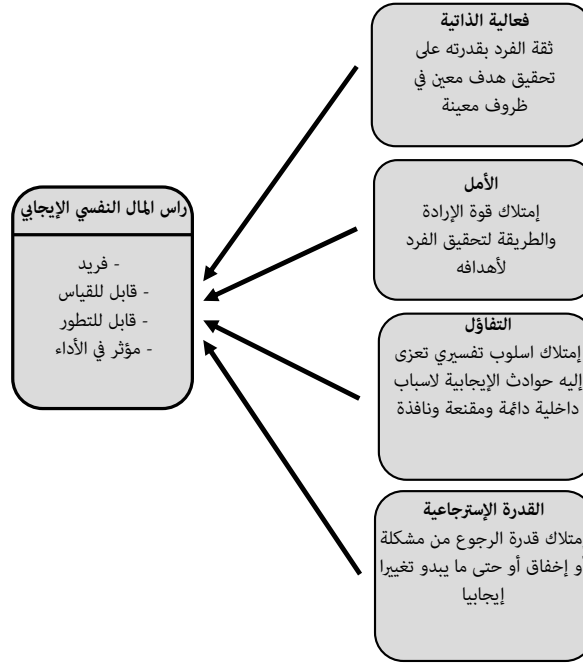 فعالية الذاتية
ثقة الفرد بقدرته على
تحقيق هدف معين في
ظروف معينة
الأمل
إمتلاك قوة الإرادة
والطريقة لتحقيق الفرد
لأهدافه
التفاؤل
إمتلاك اسلوب تفسيري تعزى
إليه حوادث الإيجابية لاسباب
داخلية دائمة ومقنعة ونافذة
القدرة الإسترجاعية
متلاك قدرة الرجوع من مشكلة
أو إخفاق أو حتى ما يبدو تغييرا
إيجابيا
راس المال النفسي الإيجابي
- فريد
- قابل للقياس
- قابل للتطور
- مؤثر في الأداء